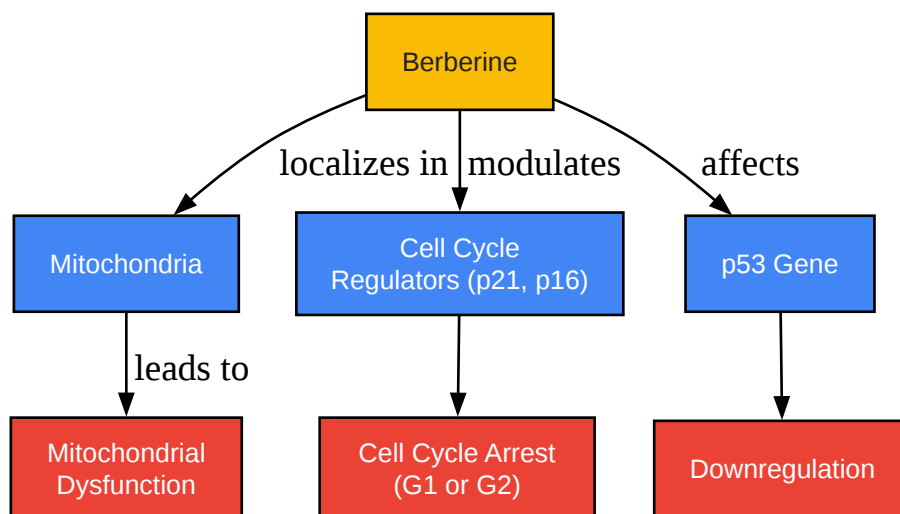 Berberine
localizes in
modulates
affects
Mitochondria
Cell Cycle
Regulators (p21, p16)
p53 Gene
leads to
Mitochondrial
Dysfunction
Cell Cycle Arrest
(G1 or G2)
Downregulation